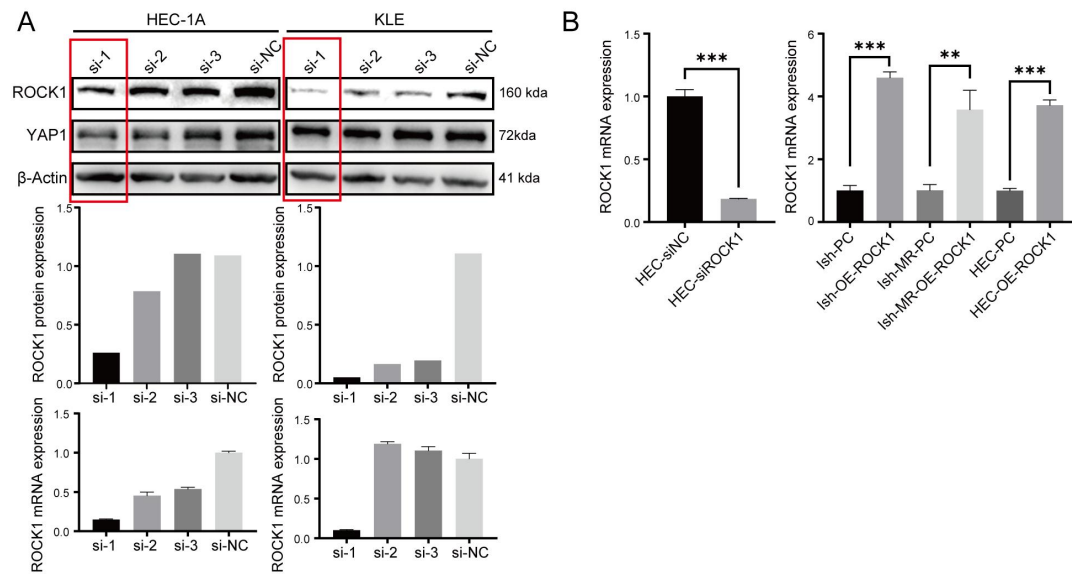 A
HEC-1A
KLE
si-1
si-2
si-3
si-NC
si-1
si-2
si-3
si-NC
ROCK1
160 kda
YAP1
72kda
β-Actin
41 kda
ROCK1 protein expression
1.5
1.0
0.5
0.0
si-1 si-2 si-3 si-NC
ROCK1 protein expression
1.5
1.0
0.5
0.0
si-1 si-2 si-3 si-NC
ROCK1 mRNA expression
1.5
1.0
0.5
0.0
si-1 si-2 si-3 si-NC
ROCK1 mRNA expression
1.5
1.0
0.5
0.0
si-1 si-2 si-3 si-NC
B
ROCK1 mRNA expression
1.5
1.0
0.5
0.0
***
HEC-siNC
HEC-siROCK1
ROCK1 mRNA expression
6
4
2
0
***
**
***
Ish-PC
Ish-OE-ROCK1
Ish-MR-PC
Ish-MR-OE-ROCK1
HEC-PC
HEC-OE-ROCK1